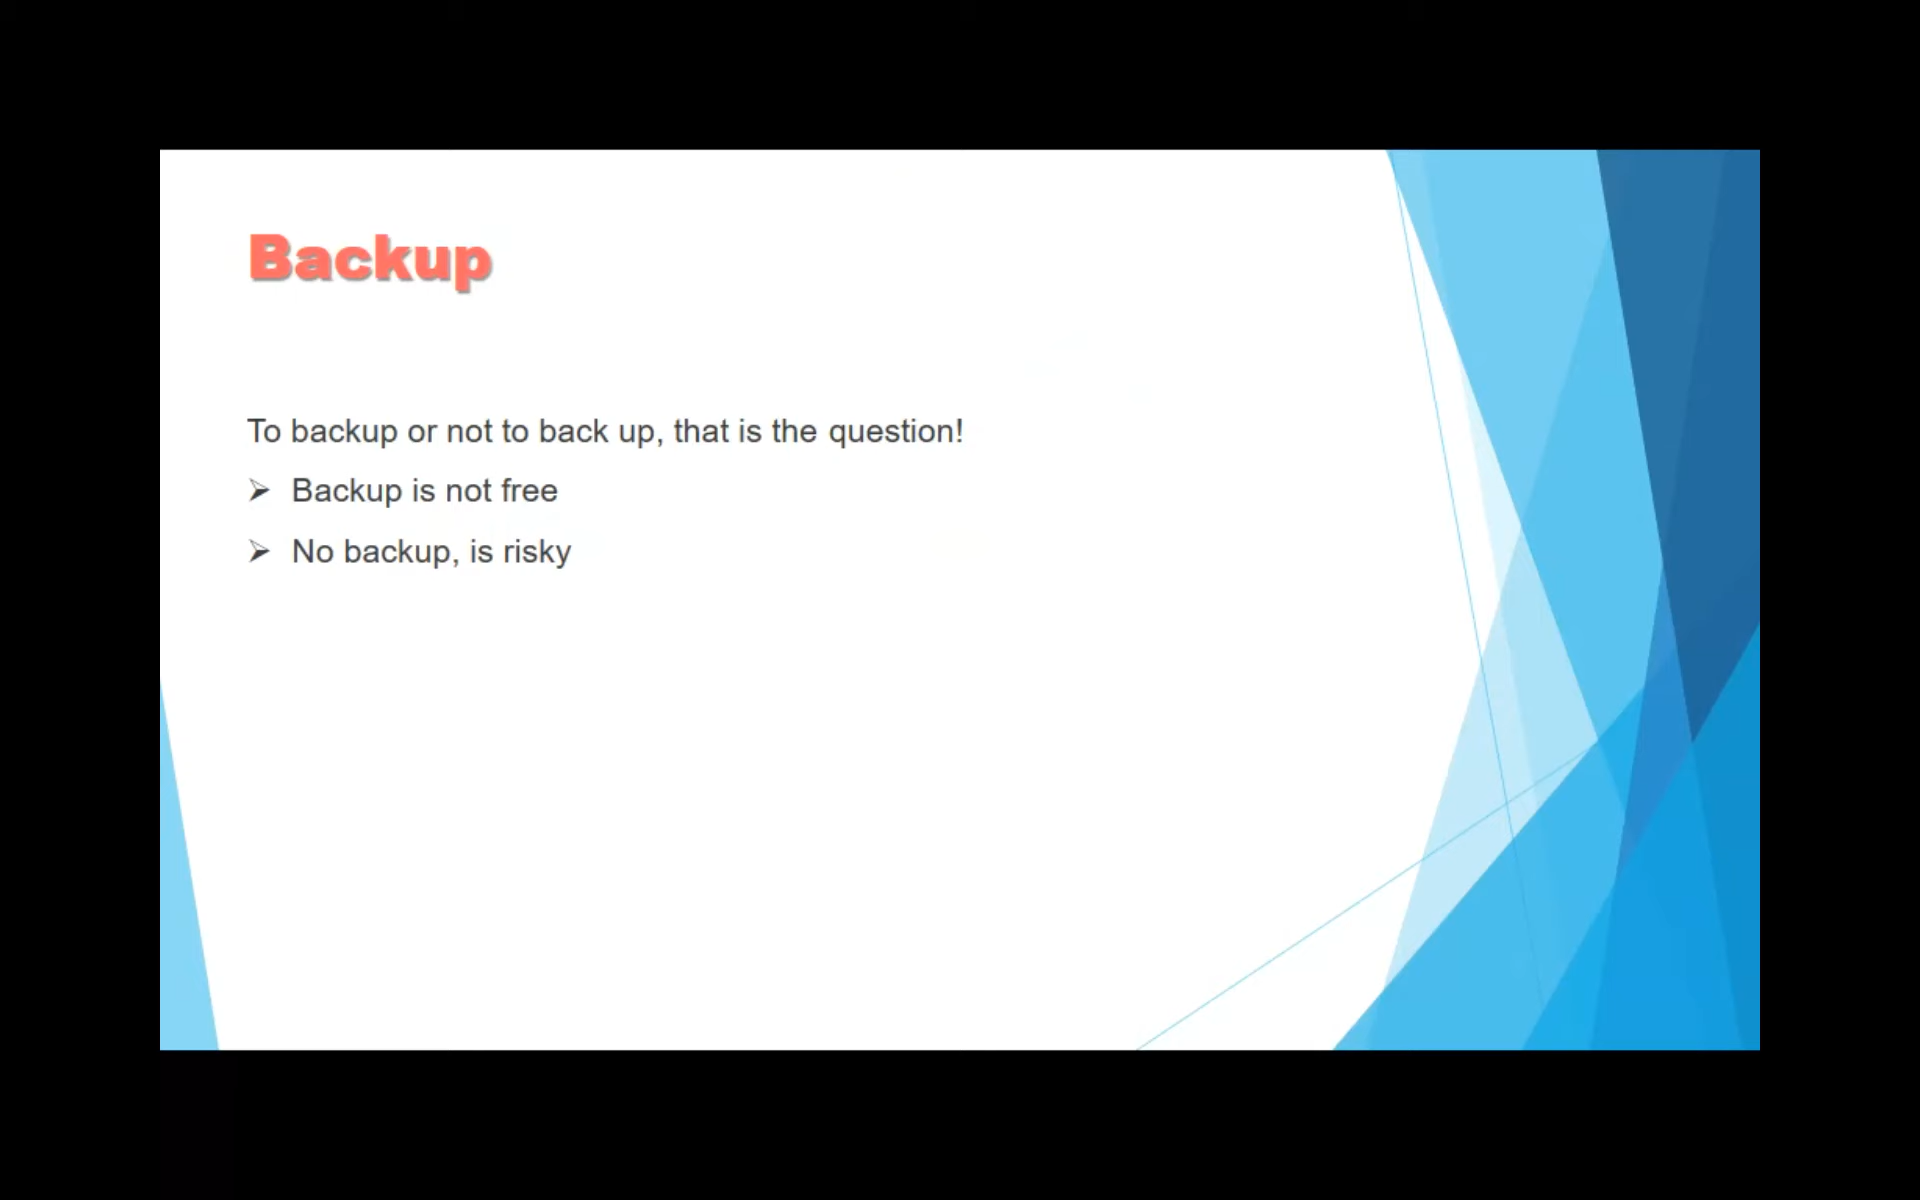 Backup
To backup or not to back up, that is the question!
➢ Backup is not free
➢ No backup, is risky